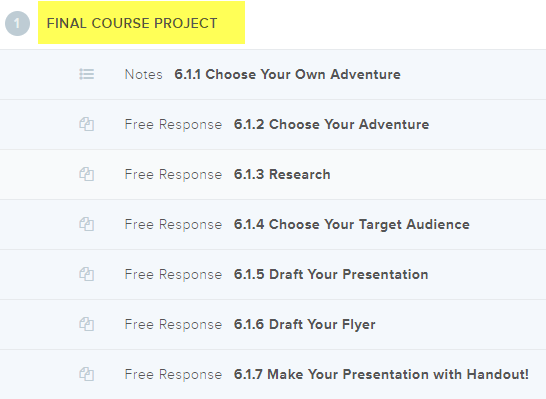 1 FINAL COURSE PROJECT
Notes 6.1.1 Choose Your Own Adventure
Free Response 6.1.2 Choose Your Adventure
Free Response 6.1.3 Research
Free Response 6.1.4 Choose Your Target Audience
Free Response 6.1.5 Draft Your Presentation
Free Response 6.1.6 Draft Your Flyer
Free Response 6.1.7 Make Your Presentation with Handout!